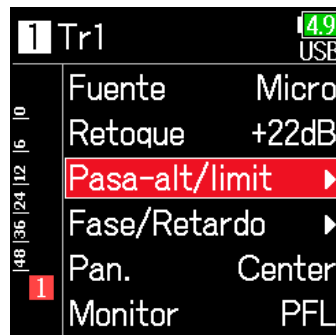 1 Tr1 4.9
USB
Fuente Micro
Retoque +22dB
Pasa-alt/limit
Fase/Retardo
Pan. Center
Monitor PFL
|48|36|24|12|6|0
1